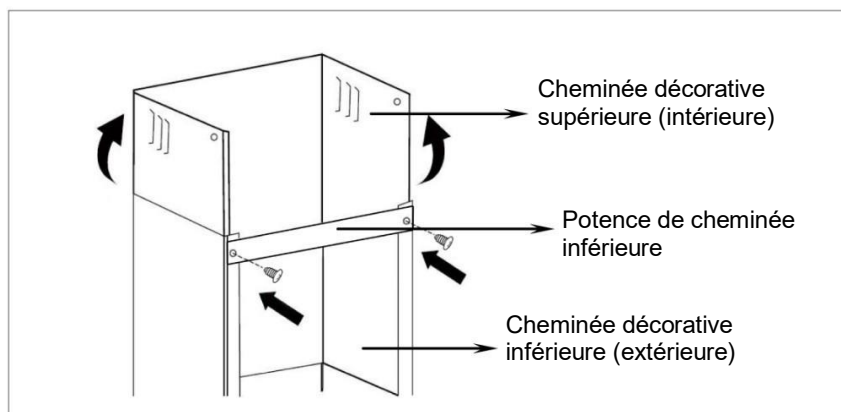 Cheminée décorative
supérieure (intérieure)
Potence de cheminée
inférieure
Cheminée décorative
inférieure (extérieure)